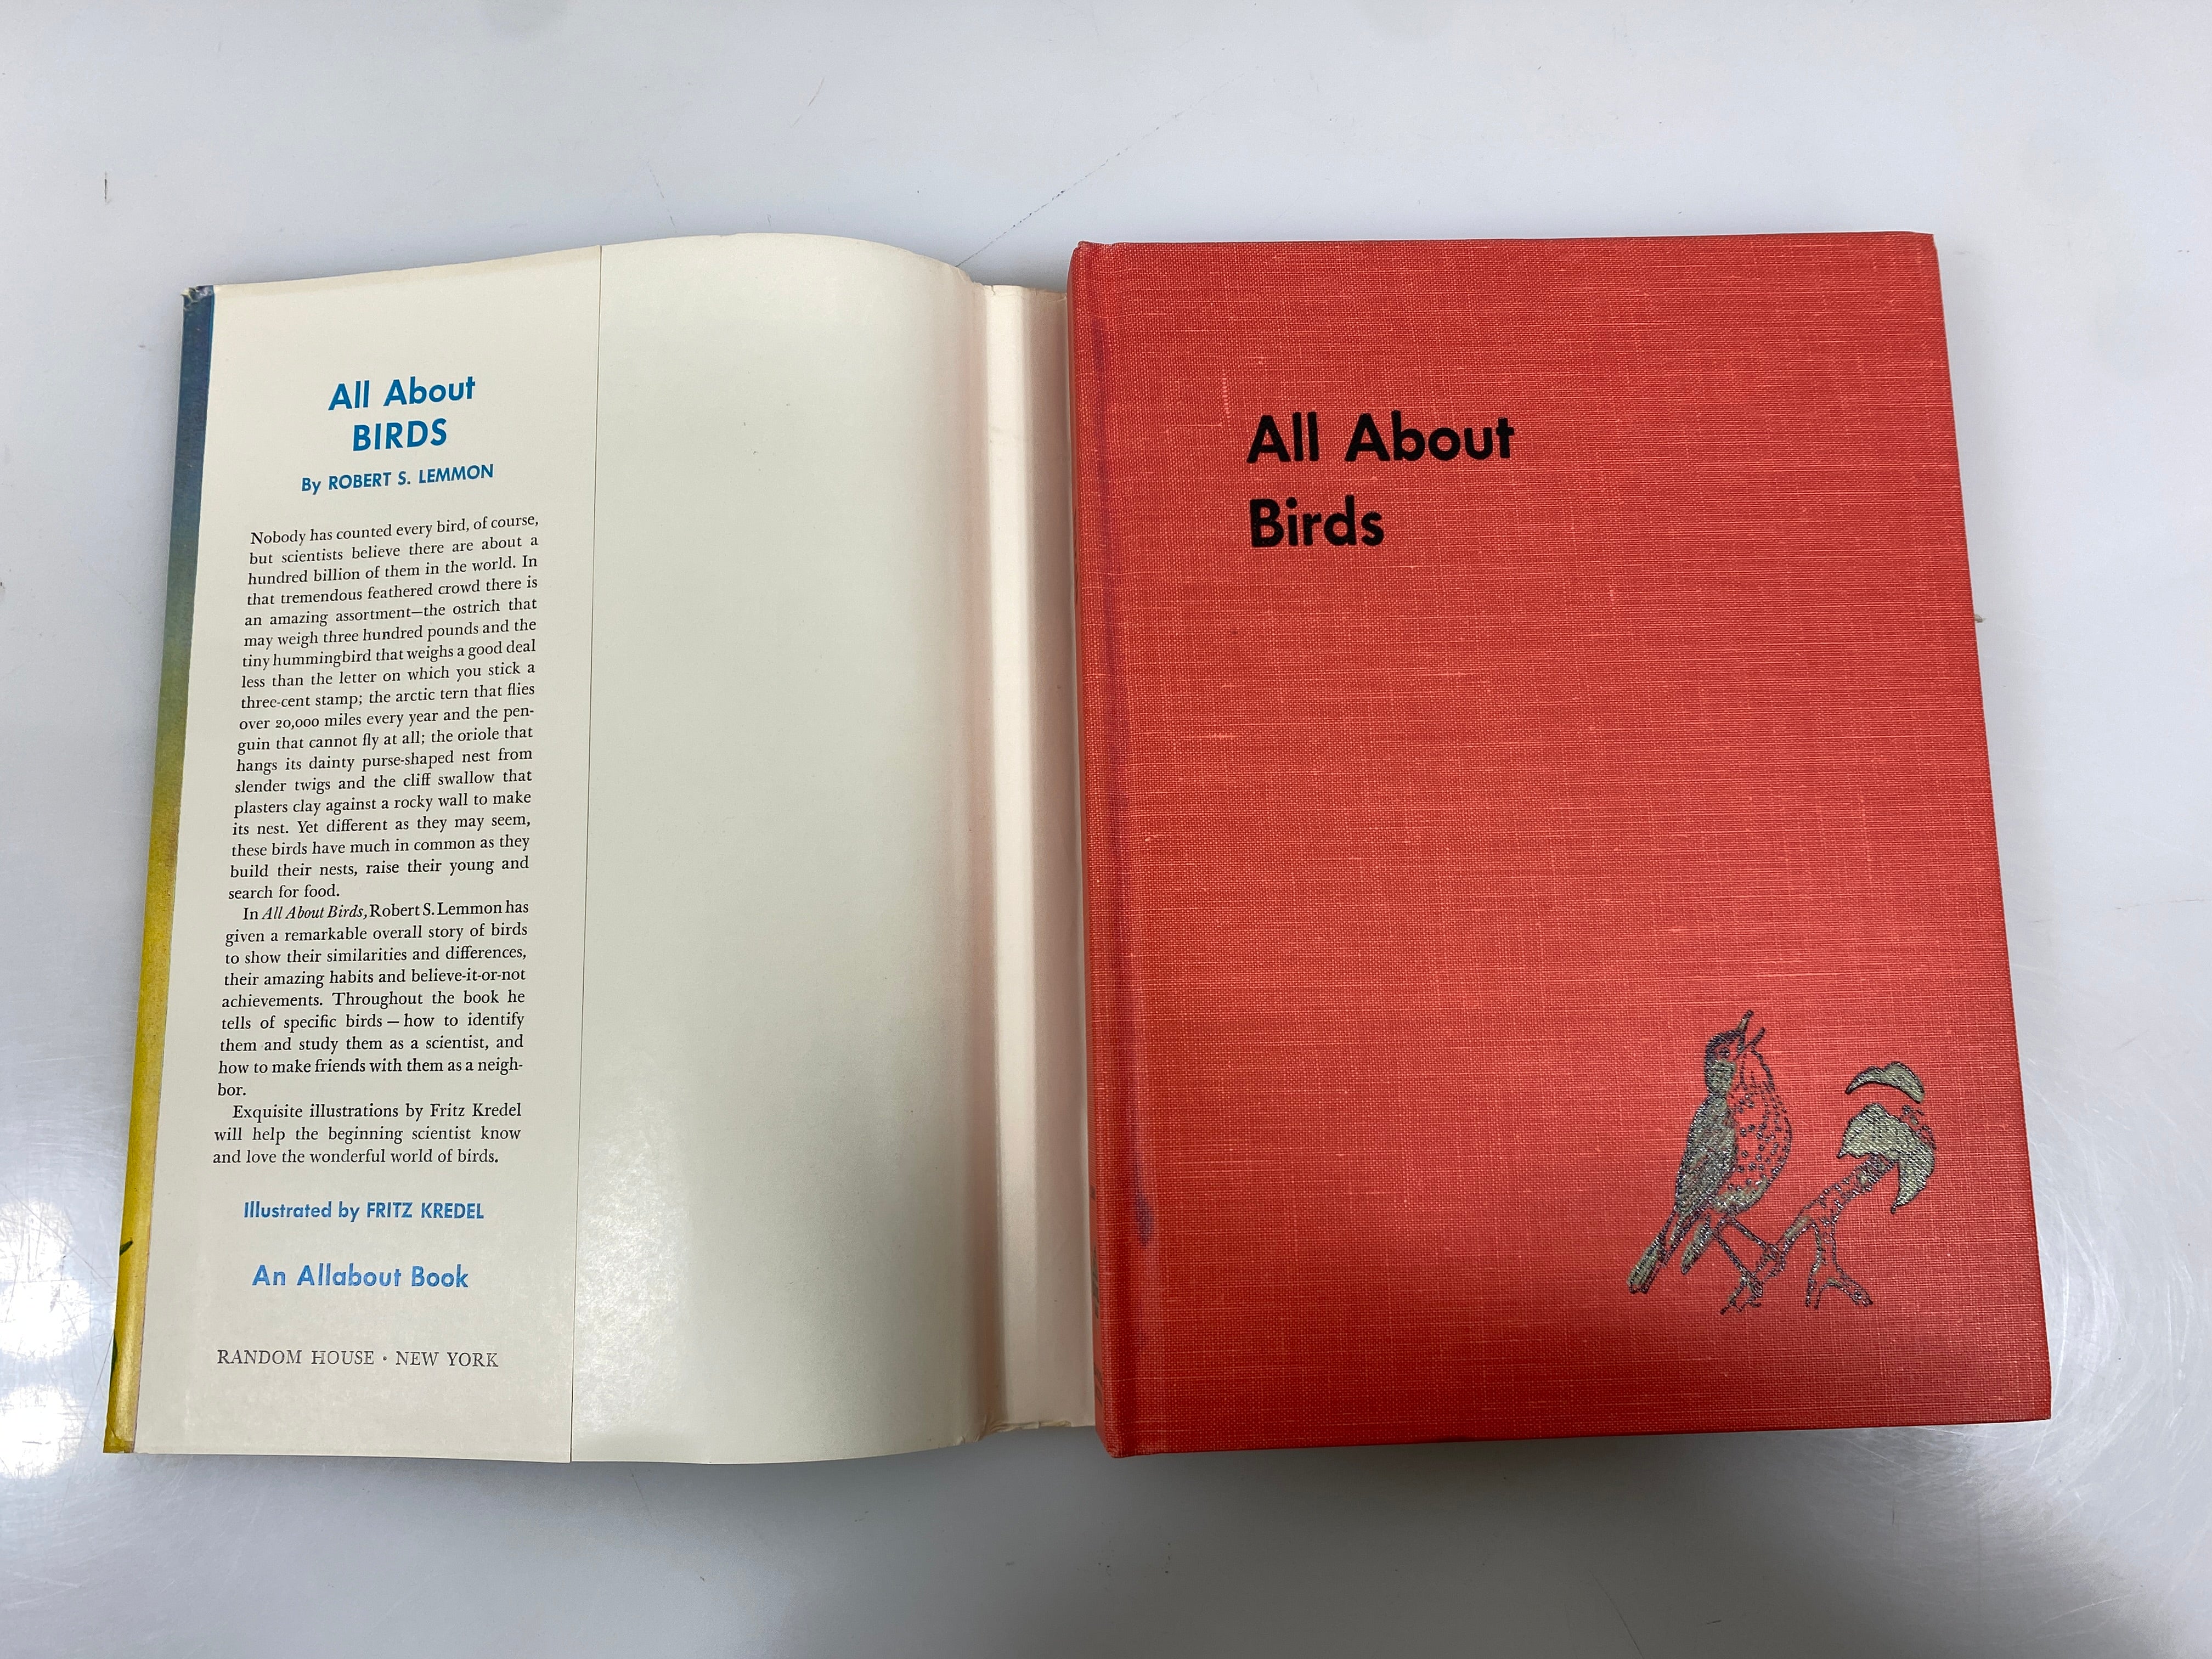 All About
BIRDS
By ROBERT S. LEMMON
Nobody has counted every bird, of course,
but scientists believe there are about a
hundred billion of them in the world. In
that tremendous feathered crowd there is
an amazing assortment—the ostrich that
may weigh three hundred pounds and the
tiny hummingbird that weighs a good deal
less than the letter on which you stick a
three-cent stamp; the arctic tern that flies
over 20,000 miles every year and the pen-
guin that cannot fly at all; the oriole that
hangs its dainty purse-shaped nest from
slender twigs and the cliff swallow that
plasters clay against a rocky wall to make
its nest. Yet different as they may seem,
these birds have much in common as they
build their nests, raise their young and
search for food.
In All About Birds, Robert S. Lemmon has
given a remarkable overall story of birds
to show their similarities and differences,
their amazing habits and believe-it-or-not
achievements. Throughout the book he
tells of specific birds — how to identify
them and study them as a scientist, and
how to make friends with them as a neigh-
bor.
Exquisite illustrations by Fritz Kredel
will help the beginning scientist know
and love the wonderful world of birds.
Illustrated by FRITZ KREDEL
An Allabout Book
RANDOM HOUSE · NEW YORK
All About
Birds